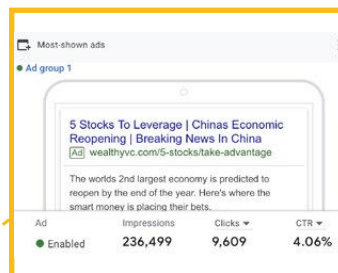 Most-shown ads
Ad group 1
5 Stocks To Leverage | Chinas Economic
Reopening | Breaking News In China
Ad wealthyvc.com/5-stocks/take-advantage
The worlds 2nd largest economy is predicted to
reopen by the end of the year. Here's where the
smart money is placing their bets.
Ad Impressions Clicks CTR
Enabled 236,499 9,609 4.06%